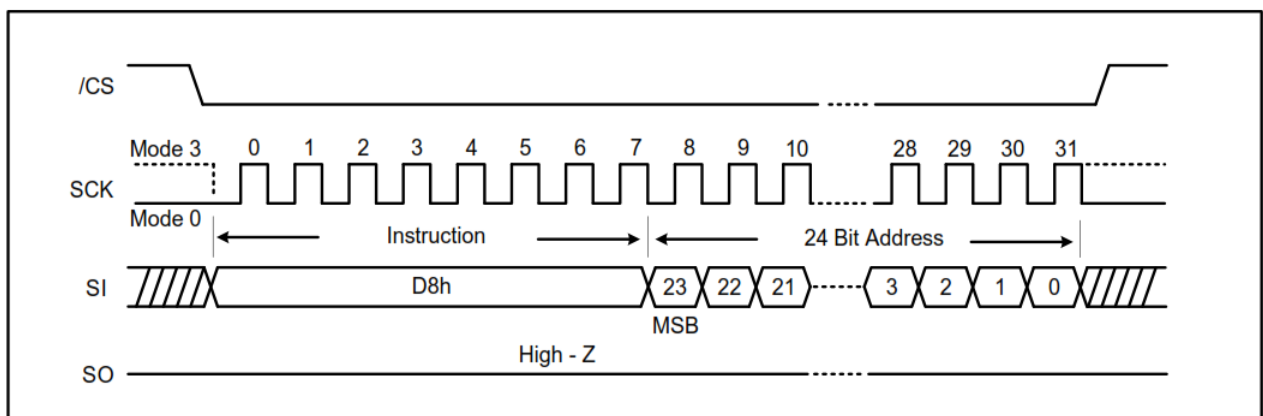 /CS
Mode 3 0 1 2 3 4 5 6 7 8 9 10 28 29 30 31
SCK
Mode 0
Instruction 24 Bit Address
SI D8h 23 22 21 3 2 1 0
MSB
High - Z
SO